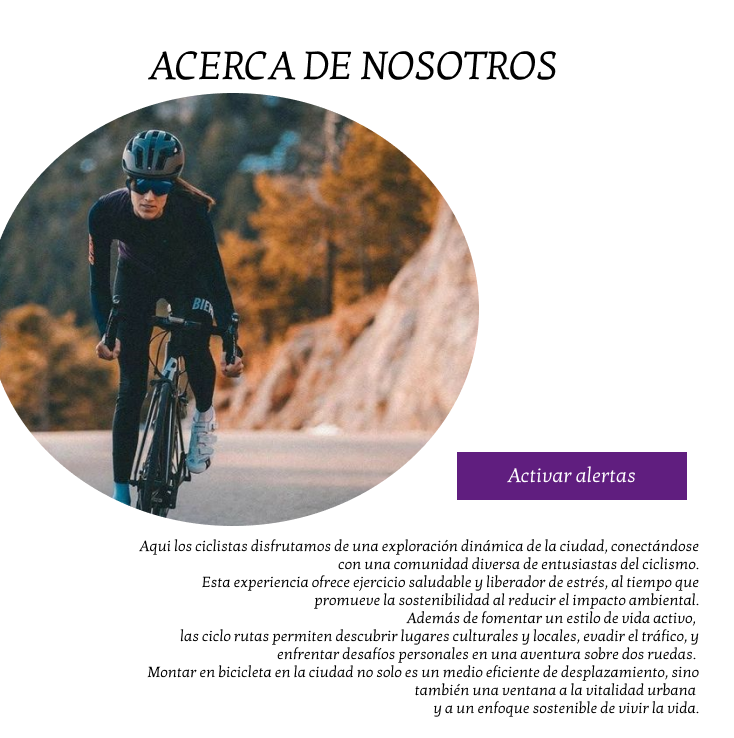 ACERCA DE NOSOTROS
BIE
Activar alertas
Aqui los ciclistas disfrutamos de una exploración dinámica de la ciudad, conectándose
con una comunidad diversa de entusiastas del ciclismo.
Esta experiencia ofrece ejercicio saludable y liberador de estrés, al tiempo que
promueve la sostenibilidad al reducir el impacto ambiental.
Además de fomentar un estilo de vida activo,
las ciclo rutas permiten descubrir lugares culturales y locales, evadir el tráfico, y
enfrentar desafíos personales en una aventura sobre dos ruedas.
Montar en bicicleta en la ciudad no solo es un medio eficiente de desplazamiento, sino
también una ventana a la vitalidad urbana
y a un enfoque sostenible de vivir la vida.